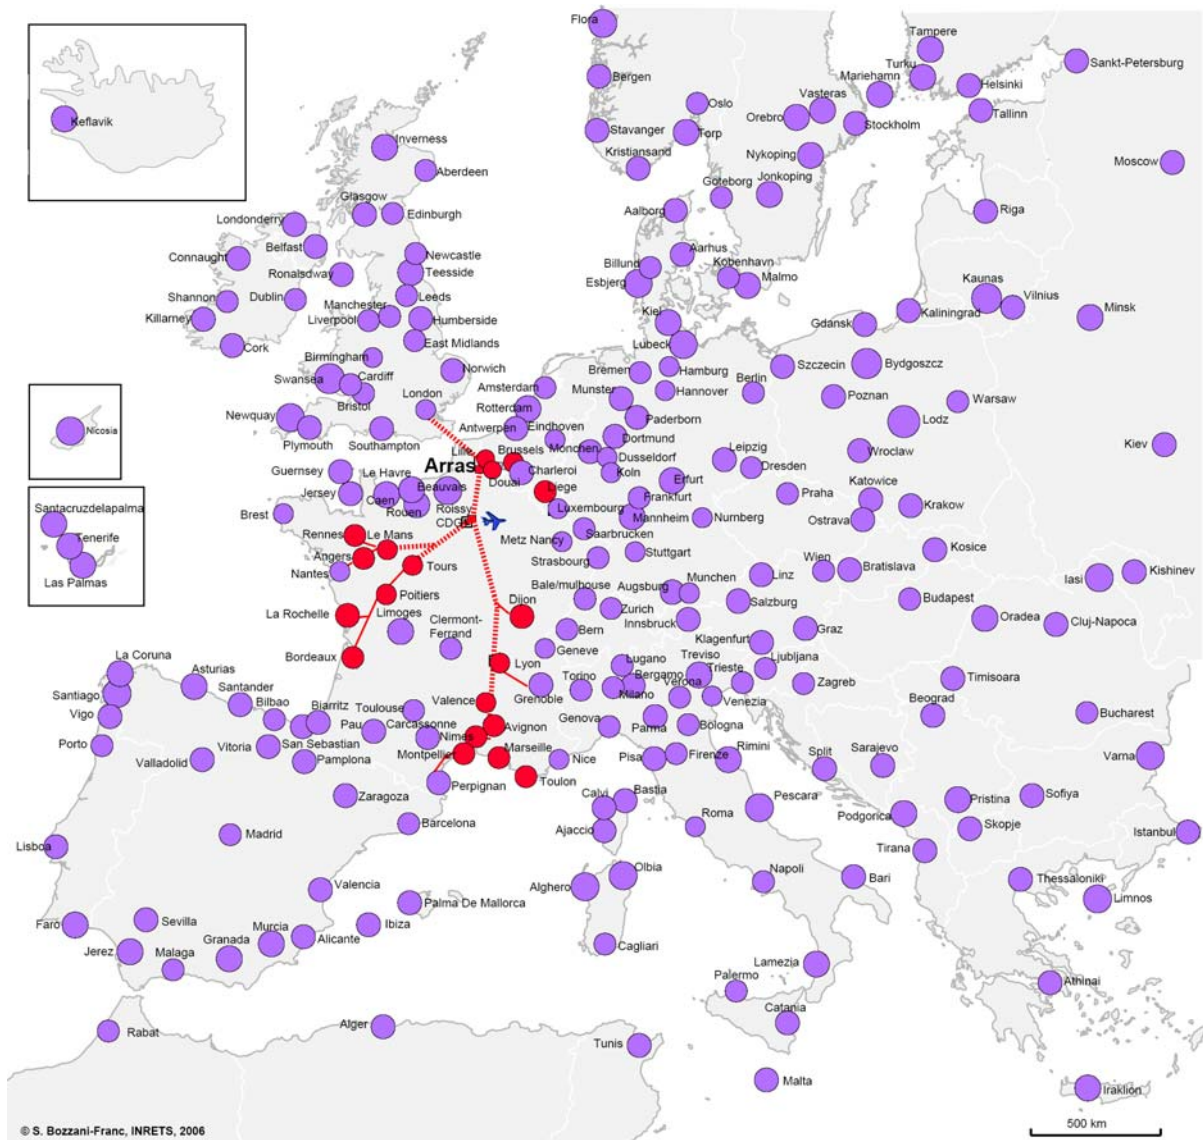 Flora
Tampere
Turku
Sankt-Petersburg
Bergen
Mariehamn
Helsinki
Vasteras
Oslo
Orebro
Tallinn
Keflavik
Stavanger
Torp
Stockholm
Inverness
Kristiansand
Nykoping
Moscow
Aberdeen
Jonkoping
Goteborg
Glasgow
Edinburgh
Aalborg
Riga
Londonderry
Belfast
Newcastle
Aarhus
Connaught
Ronalsdway
Teesside
Billund
Kobenhavn
Esbjerg
Malmo
Kaunas
Shannon
Dublin
Leeds
Vilnius
Manchester
Minsk
Killarney
Liverpool
Humberside
Kiel
Gdansk
Kaliningrad
Cork
East Midlands
Lubeck
Birmingham
Norwich
Bremen
Hamburg
Szczecin
Bydgoszcz
Swansea
Cardiff
Amsterdam
Munster
Hannover
Berlin
Bristol
London
Rotterdam
Poznan
Warsaw
Newquay
Paderborn
Lodz
Antwerpen
Eindhoven
Plymouth
Southampton
Dortmund
Kiev
Lille
Brussels
Monchen
Leipzig
Wroclaw
Nicosia
Arras
Dusseldorf
Dresden
Guernsey
Le Havre
Douai
Charleroi
Koln
Erfurt
Katowice
Jersey
Beauvais
Liege
Frankfurt
Praha
Caen
Krakow
Santacruzdelapalma
Brest
Rouen
Roissy
CDG
Luxembourg
Mannheim
Nurnberg
Ostrava
Rennes
Le Mans
Metz Nancy
Saarbrucken
Tenerife
Angers
Strasbourg
Stuttgart
Kosice
Nantes
Tours
Wien
Bratislava
Las Palmas
Bale/mulhouse
Augsburg
Munchen
Linz
Iasi
Kishinev
Poitiers
Dijon
Zurich
Salzburg
Budapest
La Rochelle
Limoges
Clermont-
Ferrand
Innsbruck
Oradea
Cluj-Napoca
Bern
Graz
Klagenfurt
Bordeaux
Geneve
Treviso
Ljubljana
La Coruna
Lyon
Lugano
Trieste
Asturias
Bergamo
Timisoara
Torino
Verona
Zagreb
Santiago
Santander
Grenoble
Milano
Venezia
Beograd
Valence
Biarritz
Toulouse
Vigo
Bilbao
Bucharest
Pau
Carcassonne
Avignon
Genova
Parma
Bologna
Nimes
Porto
Vitoria
San Sebastian
Montpellier
Marseille
Rimini
Split
Sarajevo
Varna
Valladolid
Pamplona
Nice
Pisa
Firenze
Toulon
Perpignan
Zaragoza
Calvi
Bastia
Pescara
Pristina
Sofiya
Podgorica
Barcelona
Roma
Skopje
Madrid
Ajaccio
Istanbul
Lisboa
Tirana
Olbia
Napoli
Bari
Thessaloniki
Valencia
Alghero
Limnos
Palma De Mallorca
Sevilla
Murcia
Faro
Ibiza
Granada
Alicante
Cagliari
Jerez
Malaga
Lamezia
Palermo
Athinai
Catania
Rabat
Alger
Tunis
Malta
Iraklion
500 km
© S. Bozzani-Franc, INRETS, 2006